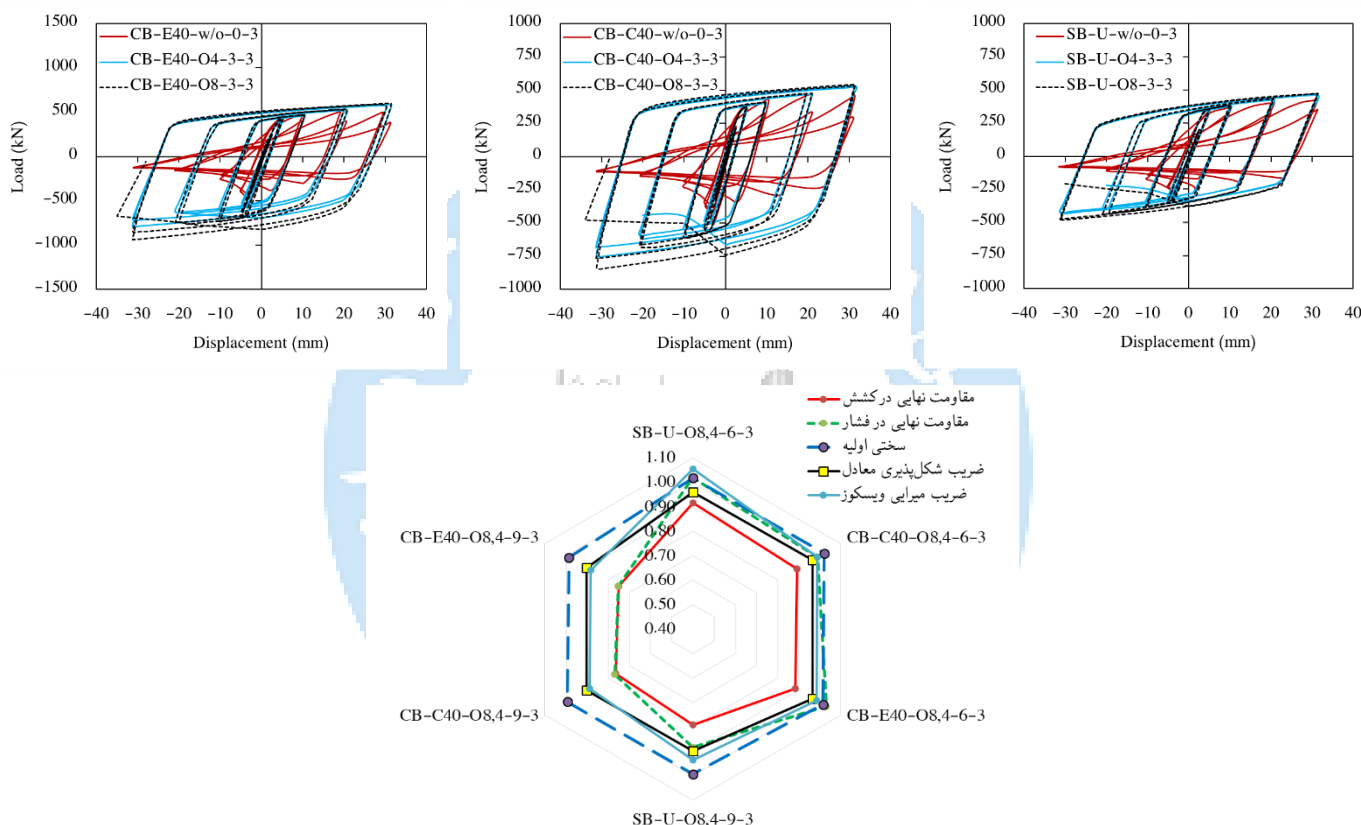 1500
1000
500
0
-500
-1000
-1500
Load (kN)
CB-E40-w/o-0-3
CB-E40-O4-3-3
CB-E40-O8-3-3
-40 -30 -20 -10 0 10 20 30 40
Displacement (mm)
1000
750
500
250
0
-250
-500
-750
-1000
Load (kN)
CB-C40-w/o-0-3
CB-C40-O4-3-3
CB-C40-O8-3-3
-40 -30 -20 -10 0 10 20 30 40
Displacement (mm)
1000
750
500
250
0
-250
-500
-750
-1000
Load (kN)
SB-U-w/o-0-3
SB-U-O4-3-3
SB-U-O8-3-3
-40 -30 -20 -10 0 10 20 30 40
Displacement (mm)
مقاومت نهایی در کشش
مقاومت نهایی در فشار
سختی اولیه
ضریب شکل‌پذیری معادل
ضریب میرایی ویسکوز
SB-U-O8,4-6-3
1.10
1.00
0.90
0.80
0.70
0.60
0.50
0.40
CB-E40-O8,4-9-3
CB-C40-O8,4-6-3
CB-C40-O8,4-9-3
CB-E40-O8,4-6-3
SB-U-O8,4-9-3